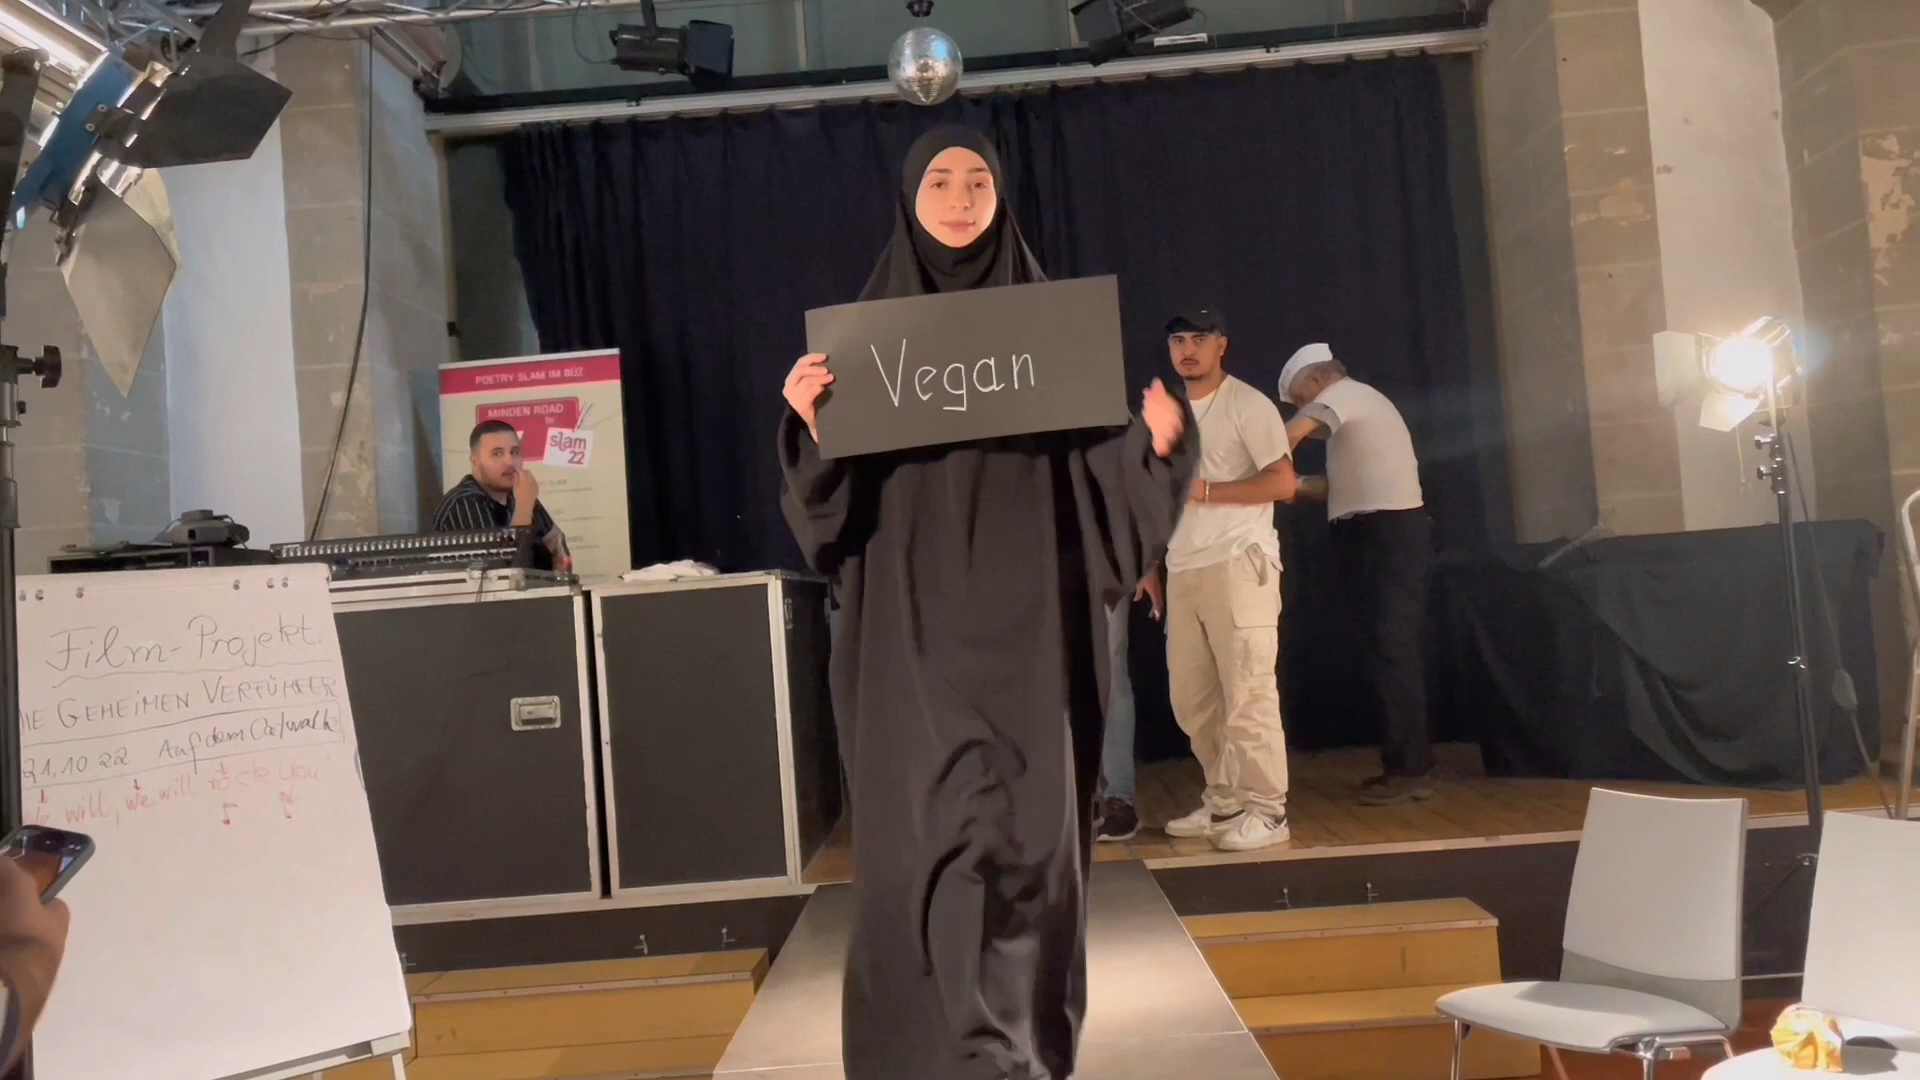 POETRY SLAM IM BÜZ
MINDEN ROAD
slam
22
Vegan
Film-Projekt.
GEHEIMEN VERFÜHRER
21.10 22 Auf dem Catwalk
We will, we will rock you"